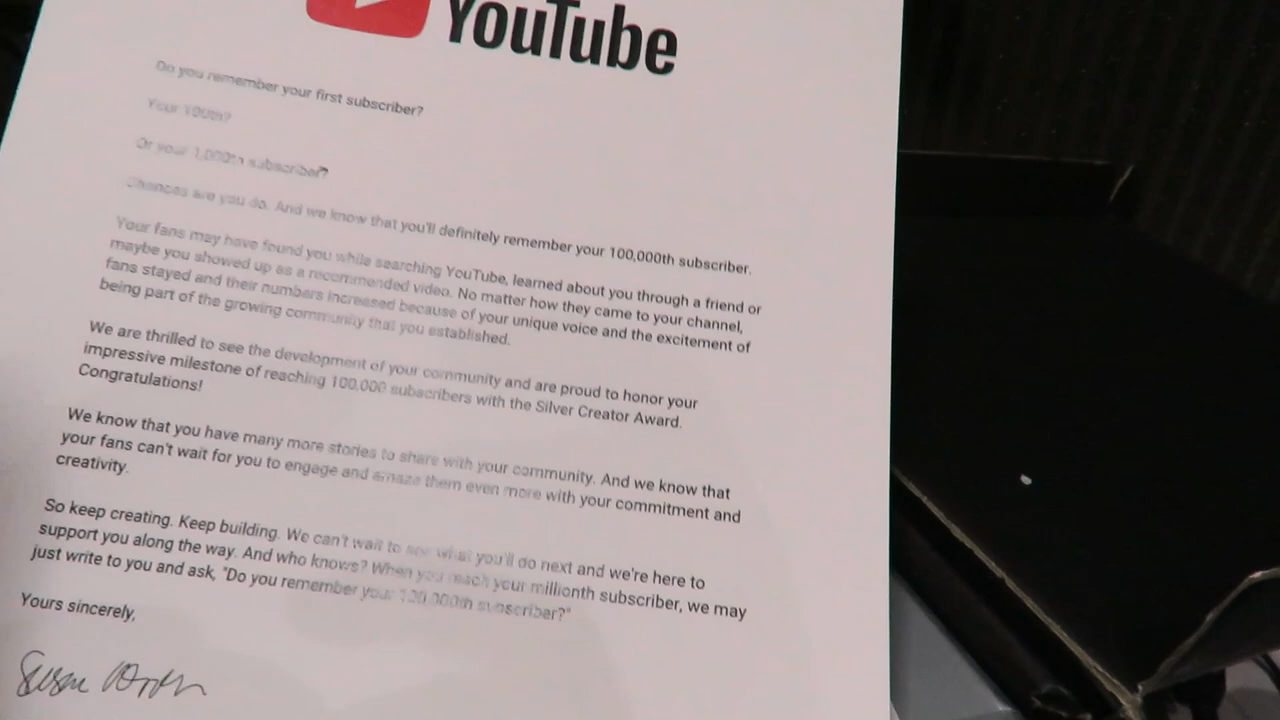 YouTube
Do you remember your first subscriber?
Your 100th?
Or your 1,000th subscriber?
Chances are you do. And we know that you'll definitely remember your 100,000th subscriber.
Your fans may have found you while searching YouTube, learned about you through a friend or
maybe you showed up as a recommended video. No matter how they came to your channel,
fans stayed and their numbers increased because of your unique voice and the excitement of
being part of the growing community that you established.
We are thrilled to see the development of your community and are proud to honor your
impressive milestone of reaching 100,000 subscribers with the Silver Creator Award.
Congratulations!
We know that you have many more stories to share with your community. And we know that
your fans can't wait for you to engage and amaze them even more with your commitment and
creativity.
So keep creating. Keep building. We can't wait to see what you'll do next and we're here to
support you along the way. And who knows? When you reach your millionth subscriber, we may
just write to you and ask, "Do you remember your 100,000th subscriber?"
Yours sincerely,
Susan